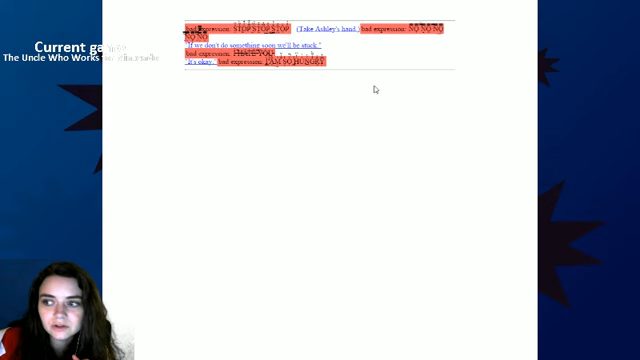 bad expression: STOP STOP STOP (Take Ashley's hand.) bad expression: NO NO NO
NO NO
"If we don't do something soon we'll be stuck."
bad expression: I HATE YOU
"It's okay." bad expression: I AM SO HUNGRY
Current game:
The Uncle Who Works